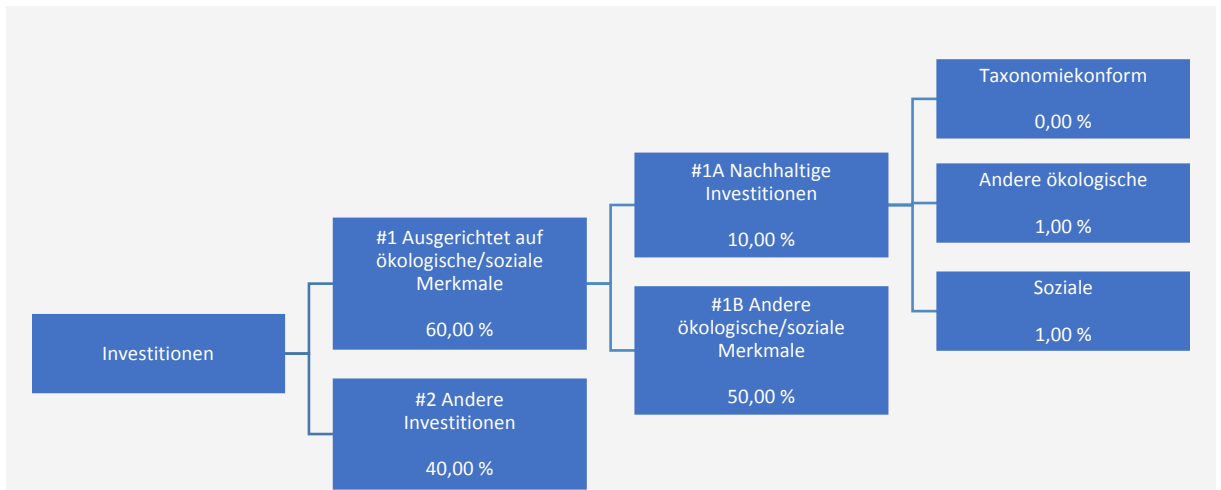 Investitionen
#1 Ausgerichtet auf
ökologische/soziale
Merkmale
60,00 %
#2 Andere
Investitionen
40,00 %
#1A Nachhaltige
Investitionen
10,00 %
#1B Andere
ökologische/soziale
Merkmale
50,00 %
Taxonomiekonform
0,00 %
Andere ökologische
1,00 %
Soziale
1,00 %